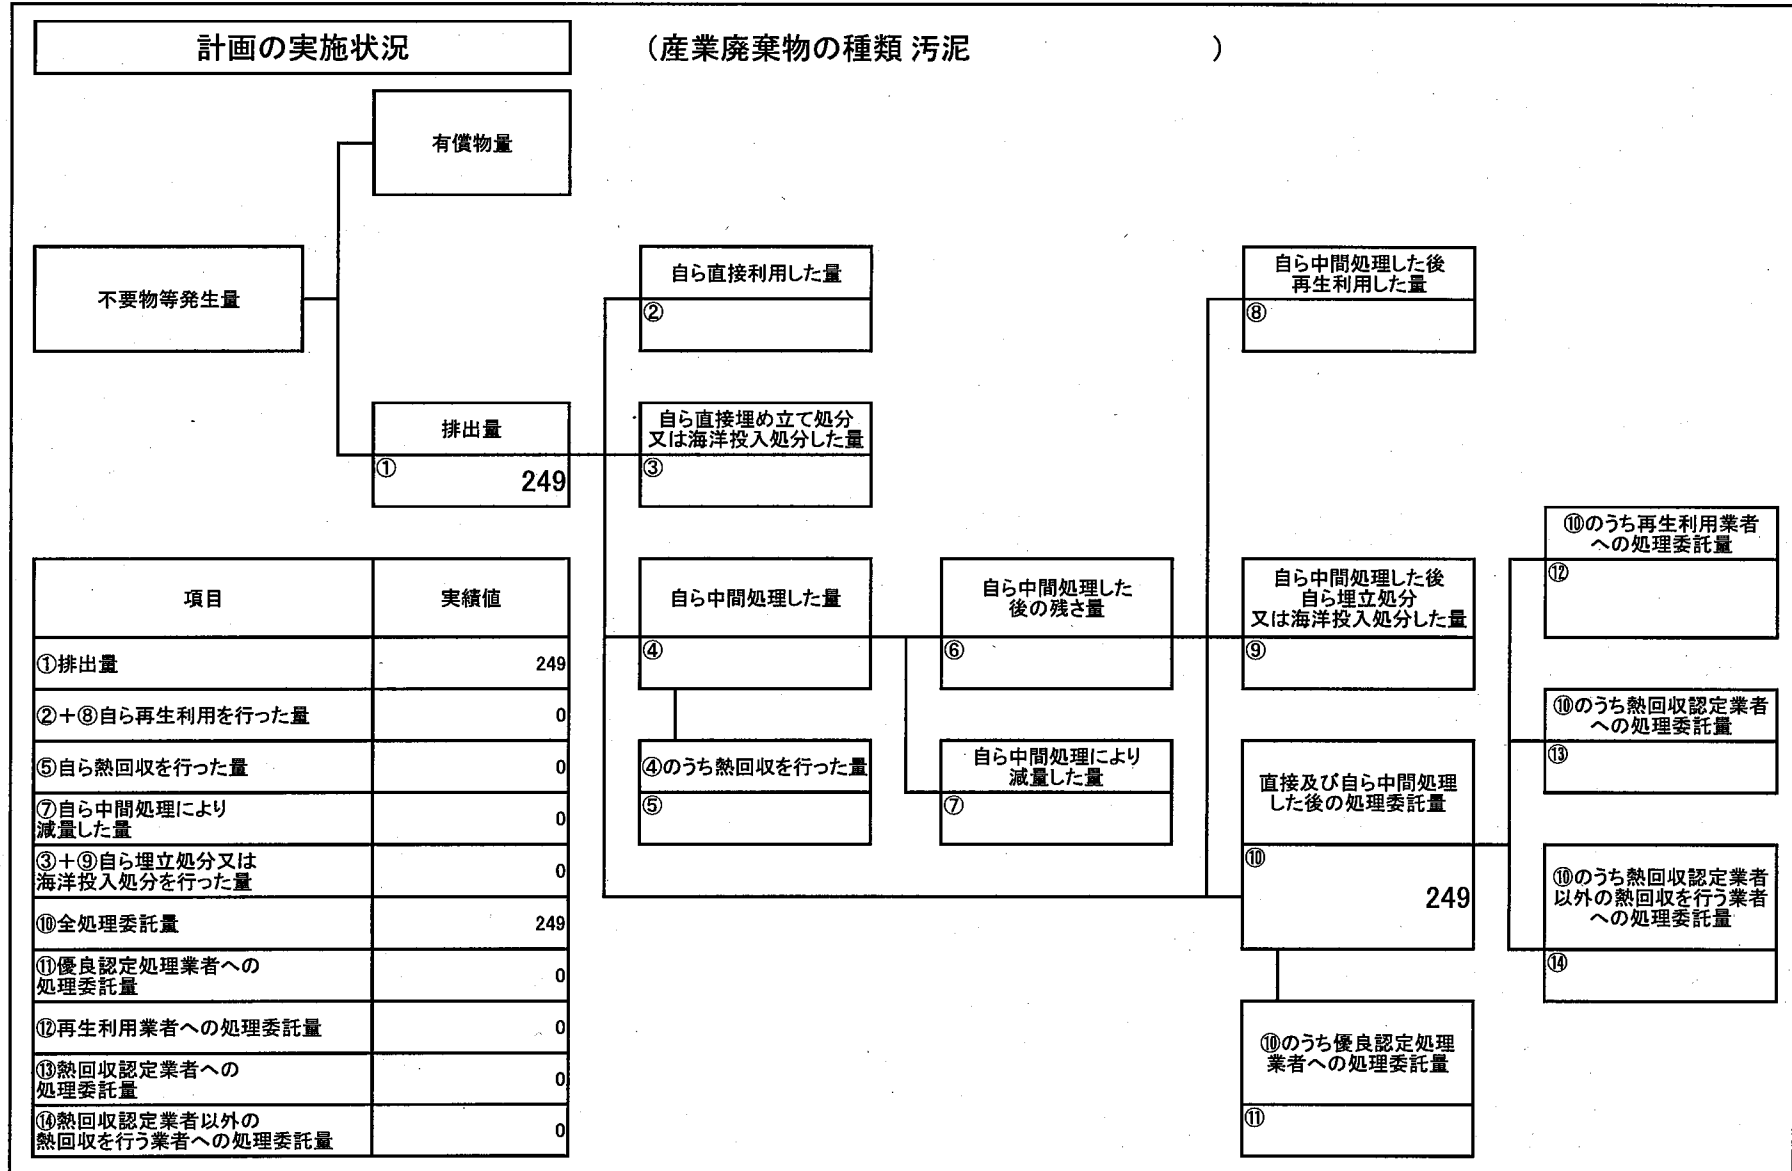 計画の実施状況
（産業廃棄物の種類 汚泥　　　　　　　　）
有償物量
不要物等発生量
自ら直接利用した量
②
自ら中間処理した後
再生利用した量
⑧
排出量
① 249
自ら直接埋め立て処分
又は海洋投入処分した量
③
⑩のうち再生利用業者
への処理委託量
⑫
自ら中間処理した量
④
自ら中間処理した
後の残さ量
⑥
自ら中間処理した後
自ら埋立処分
又は海洋投入処分した量
⑨
⑩のうち熱回収認定業者
への処理委託量
⑬
④のうち熱回収を行った量
⑤
自ら中間処理により
減量した量
⑦
直接及び自ら中間処理
した後の処理委託量
⑩
249
⑩のうち熱回収認定業者
以外の熱回収を行う業者
への処理委託量
⑭
⑩のうち優良認定処理
業者への処理委託量
⑪
項目 実績値
①排出量 249
②＋⑧自ら再生利用を行った量 0
⑤自ら熱回収を行った量 0
⑦自ら中間処理により
減量した量 0
③＋⑨自ら埋立処分又は
海洋投入処分を行った量 0
⑩全処理委託量 249
⑪優良認定処理業者への
処理委託量 0
⑫再生利用業者への処理委託量 0
⑬熱回収認定業者への
処理委託量 0
⑭熱回収認定業者以外の
熱回収を行う業者への処理委託量 0